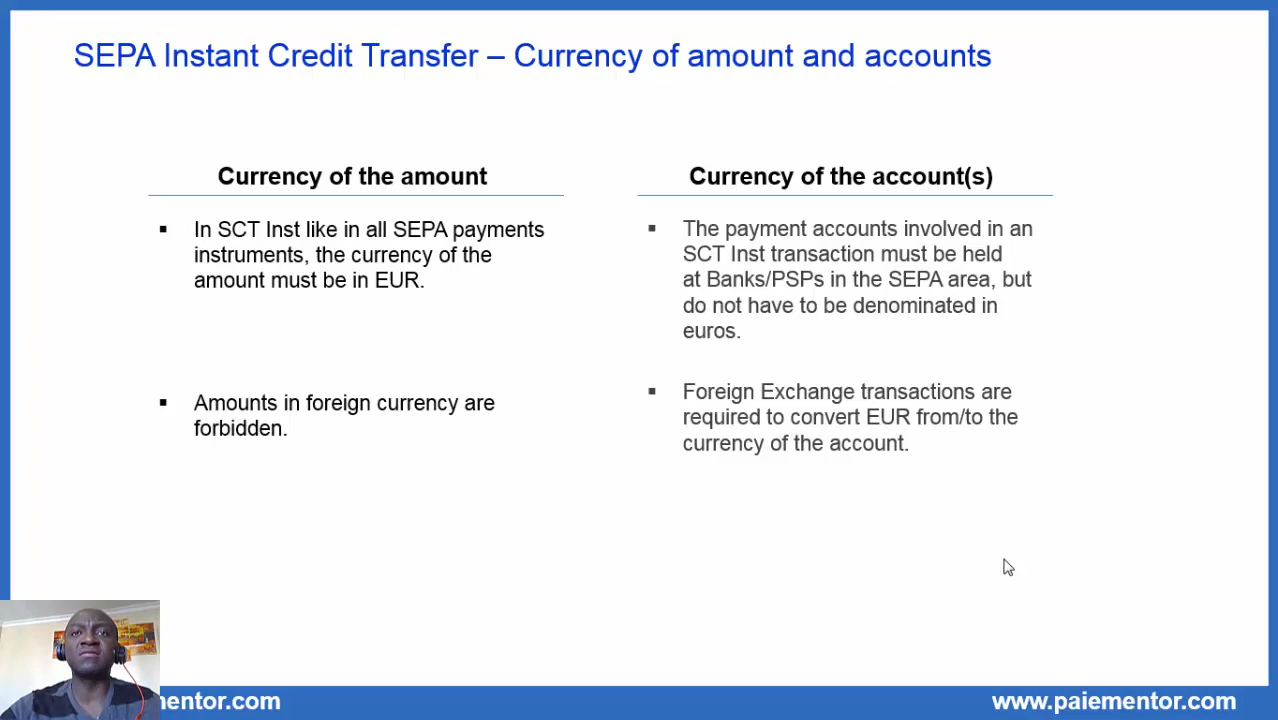 SEPA Instant Credit Transfer – Currency of amount and accounts
Currency of the amount
▪ In SCT Inst like in all SEPA payments
instruments, the currency of the
amount must be in EUR.
▪ Amounts in foreign currency are
forbidden.
Currency of the account(s)
▪ The payment accounts involved in an
SCT Inst transaction must be held
at Banks/PSPs in the SEPA area, but
do not have to be denominated in
euros.
▪ Foreign Exchange transactions are
required to convert EUR from/to the
currency of the account.
mentor.com
www.paiementor.com